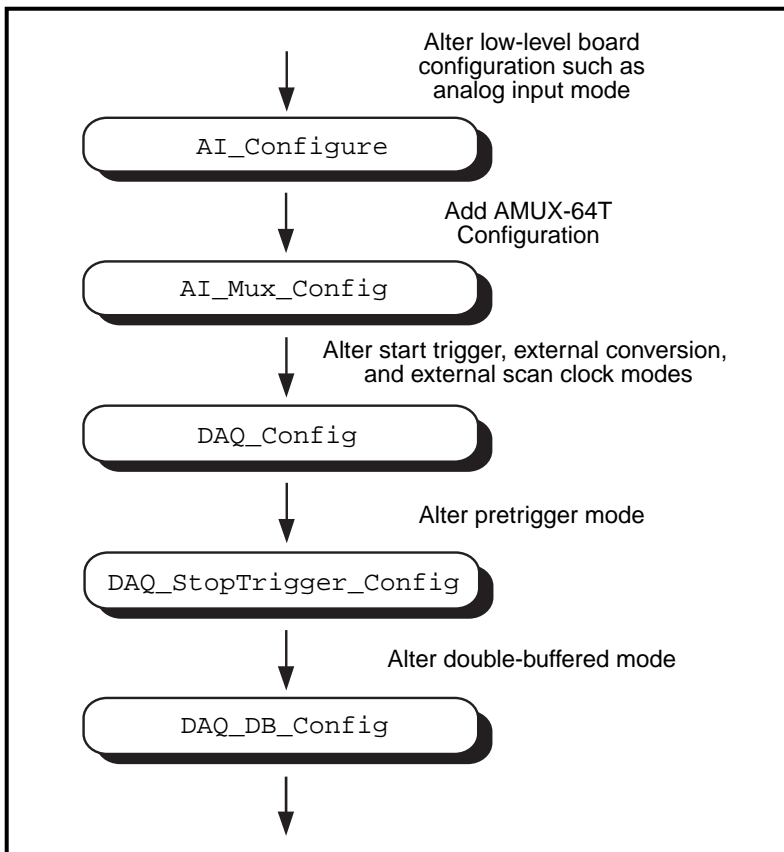 Alter low-level board
configuration such as
analog input mode
AI_Configure
Add AMUX-64T
Configuration
AI_Mux_Config
Alter start trigger, external conversion,
and external scan clock modes
DAQ_Config
Alter pretrigger mode
DAQ_StopTrigger_Config
Alter double-buffered mode
DAQ_DB_Config